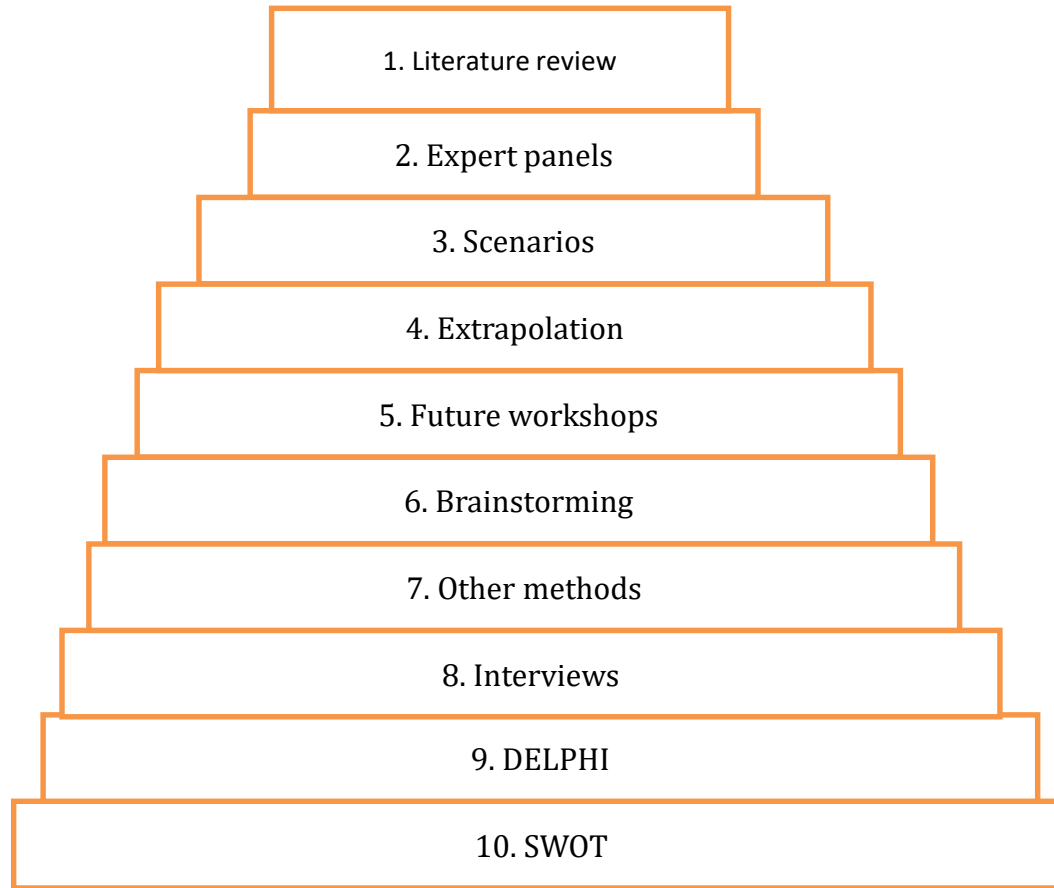 1. Literature review
2. Expert panels
3. Scenarios
4. Extrapolation
5. Future workshops
6. Brainstorming
7. Other methods
8. Interviews
9. DELPHI
10. SWOT